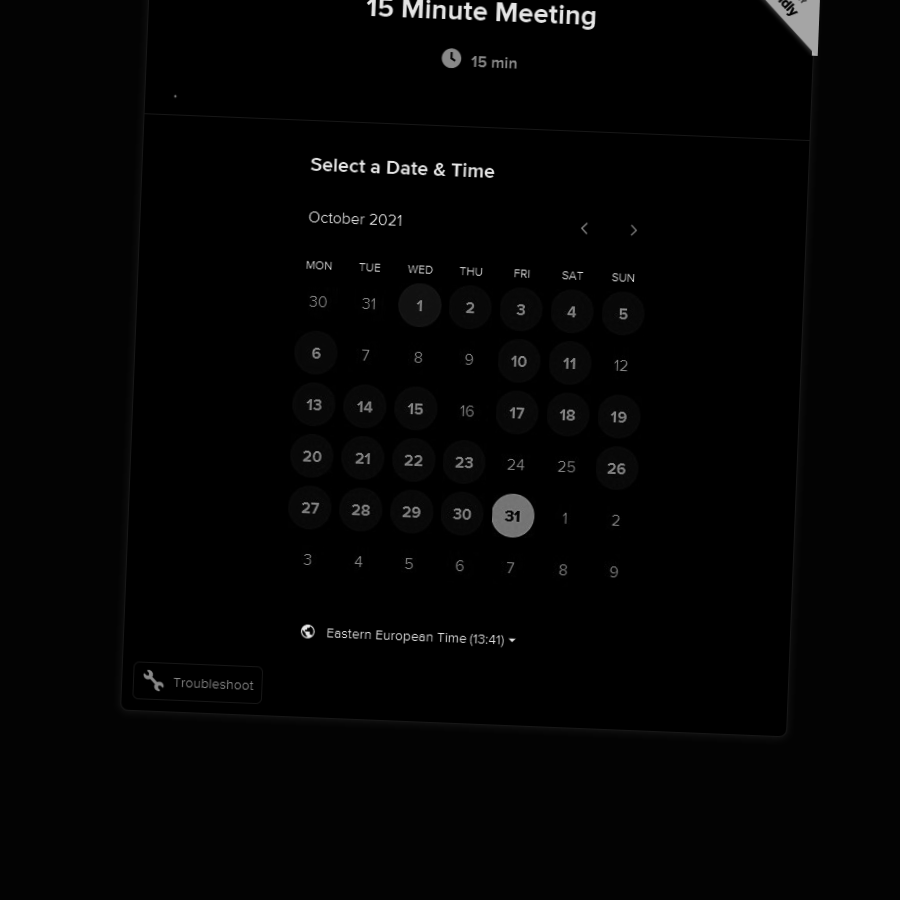 15 Minute Meeting
15 min
Select a Date & Time
October 2021
MON TUE WED THU FRI SAT SUN
30 31 1 2 3 4 5
6 7 8 9 10 11 12
13 14 15 16 17 18 19
20 21 22 23 24 25 26
27 28 29 30 31 1 2
3 4 5 6 7 8 9
Eastern European Time (13:41)
Troubleshoot